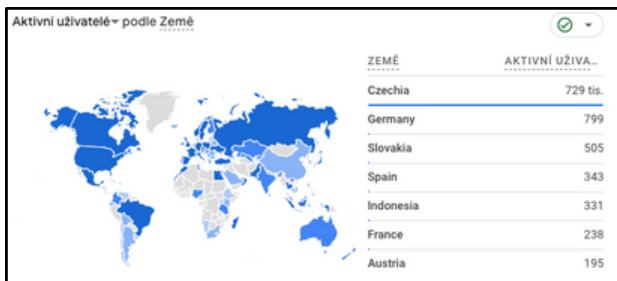 Aktivní uživatelé podle Země
ZEMĚ AKTIVNÍ UŽIVA...
Czechia 729 tis.
Germany 799
Slovakia 505
Spain 343
Indonesia 331
France 238
Austria 195